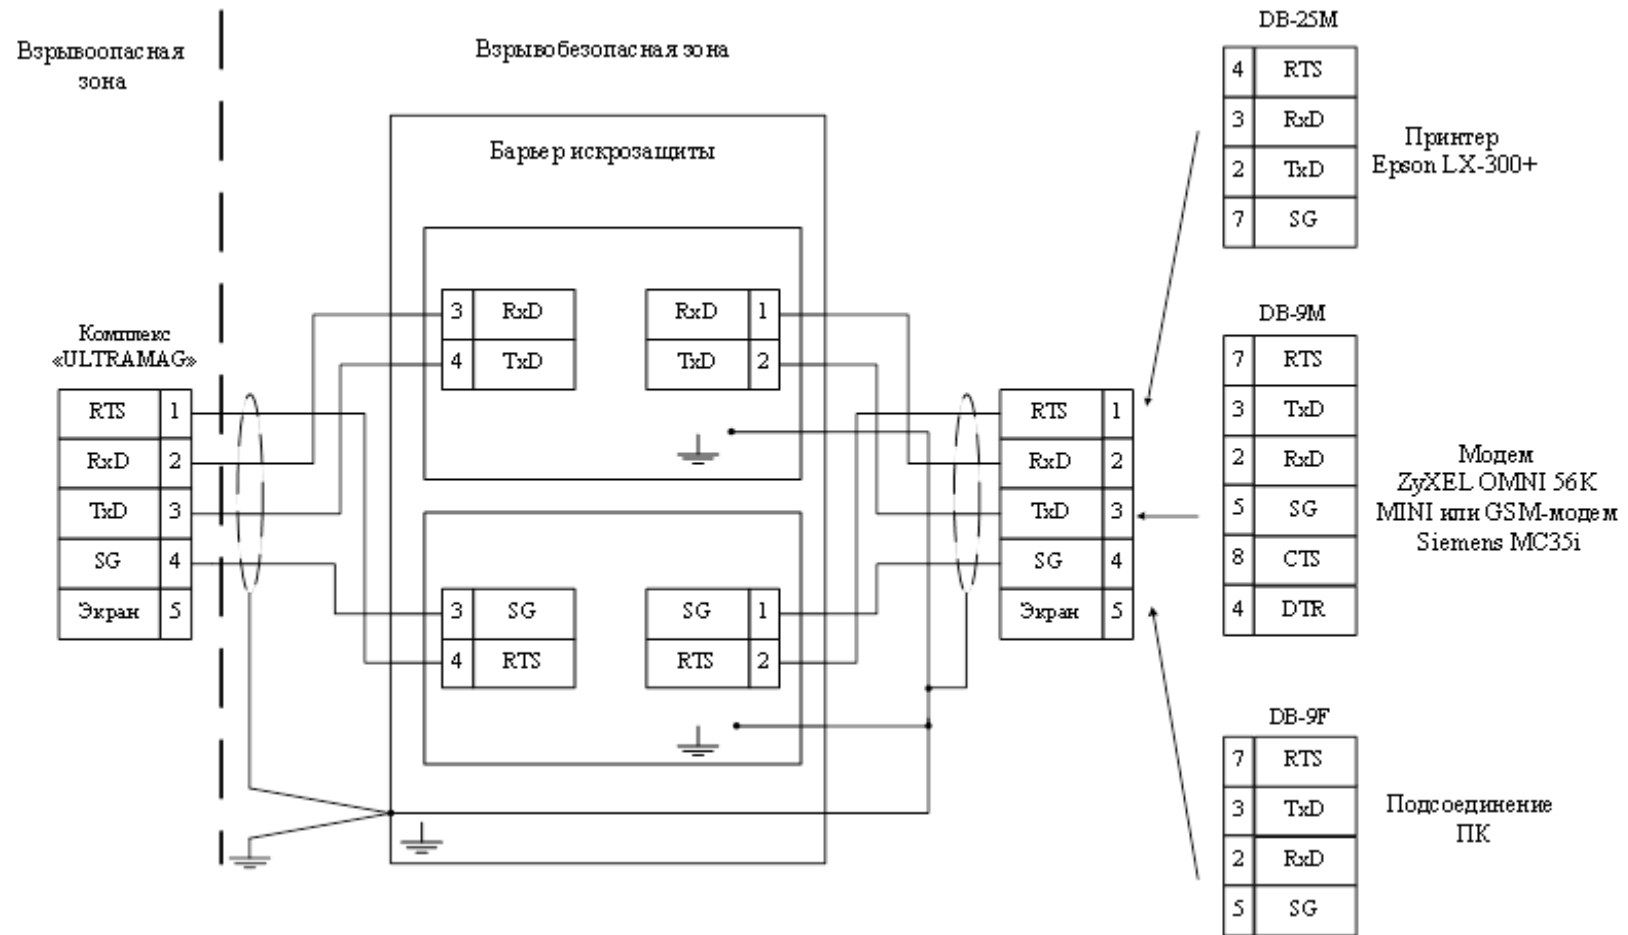 Взрывоопасная
зона
Взрывобезопасная зона
Барьер искрозащиты
Комплекс
«ULTRAMAG»
RTS 1
RxD 2
TxD 3
SG 4
Экран 5
3 RxD
4 TxD
RxD 1
TxD 2
3 SG
4 RTS
SG 1
RTS 2
RTS 1
RxD 2
TxD 3
SG 4
Экран 5
DB-25M
4 RTS
3 RxD
2 TxD
7 SG
Принтер
Epson LX-300+
DB-9M
7 RTS
3 TxD
2 RxD
5 SG
8 CTS
4 DTR
Модем
ZyXEL OMNI 56K
MINI или GSM-модем
Siemens MC35i
DB-9F
7 RTS
3 TxD
2 RxD
5 SG
Подсоединение
ПК